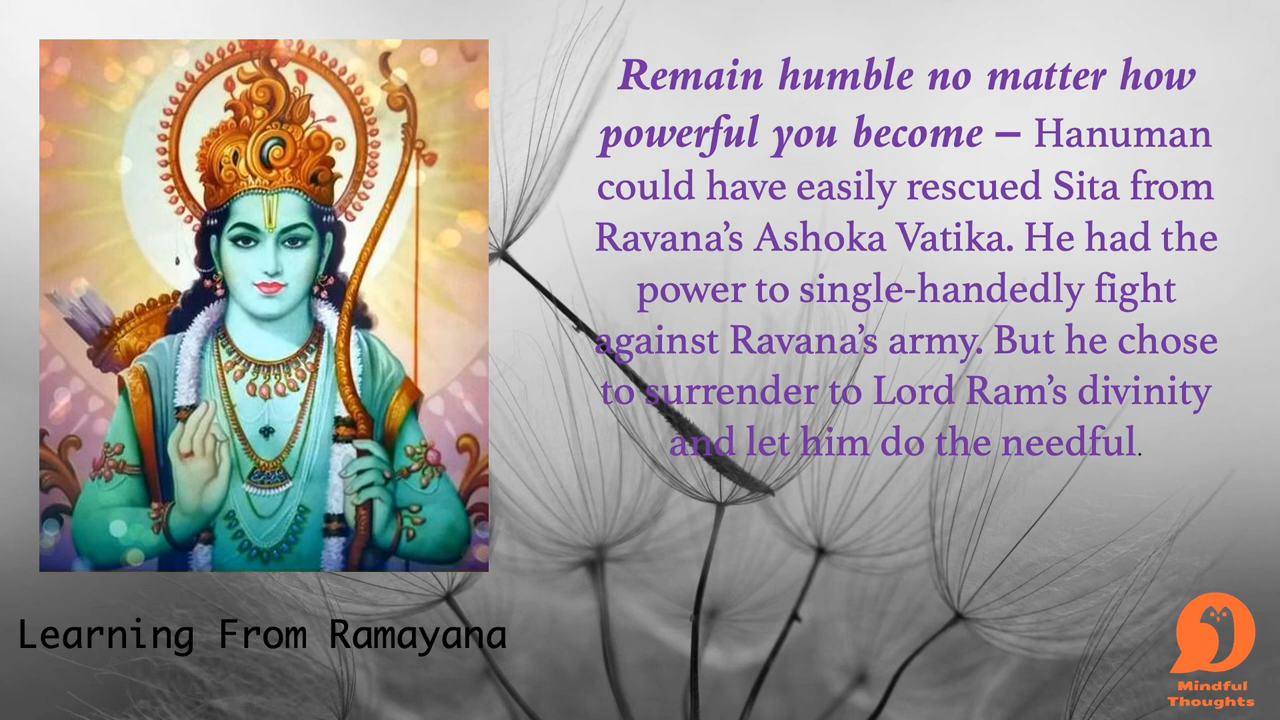 Remain humble no matter how
powerful you become – Hanuman
could have easily rescued Sita from
Ravana’s Ashoka Vatika. He had the
power to single-handedly fight
against Ravana’s army. But he chose
to surrender to Lord Ram’s divinity
and let him do the needful.
Learning From Ramayana
Mindful
Thoughts